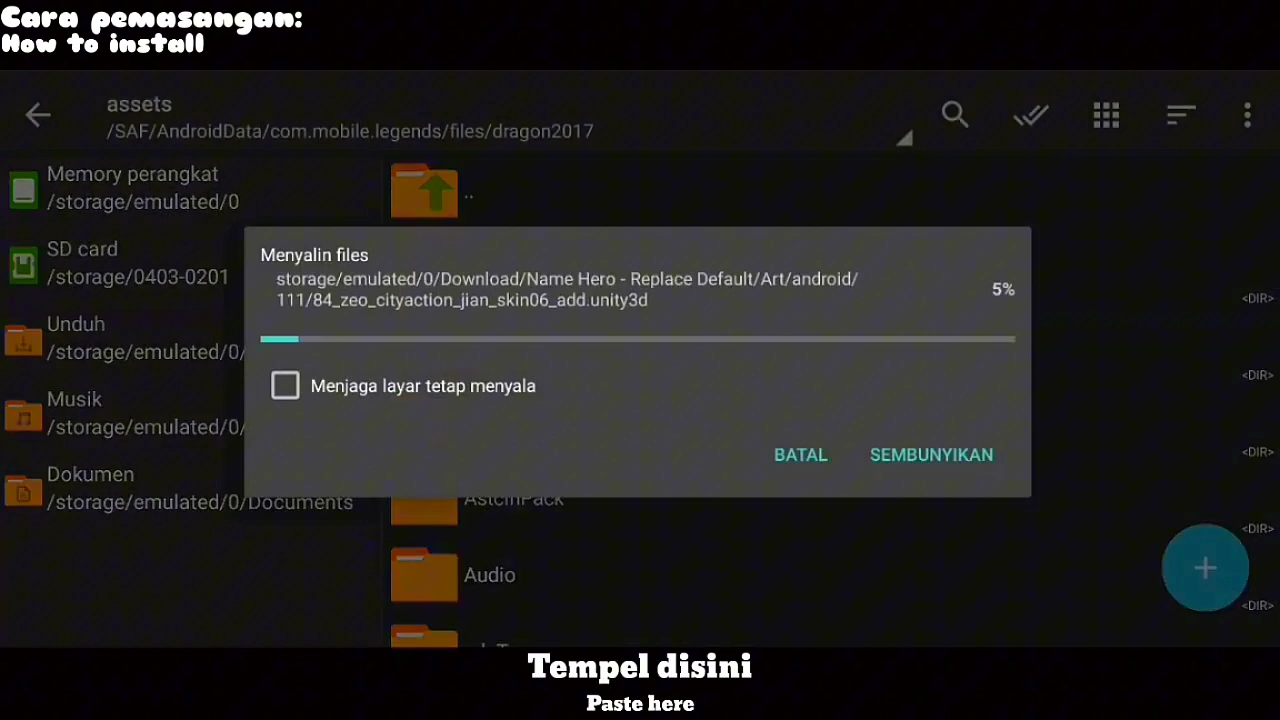 Cara pemasangan:
How to install
assets
/SAF/AndroidData/com.mobile.legends/files/dragon2017
Memory perangkat
/storage/emulated/0
SD card
/storage/0403-0201
Unduh
/storage/emulated/0/
Musik
/storage/emulated/0/
Dokumen
/storage/emulated/0/Documents
..
Menyalin files
storage/emulated/0/Download/Name Hero - Replace Default/Art/android/
111/84_zeo_cityaction_jian_skin06_add.unity3d
5%
Menjaga layar tetap menyala
BATAL
SEMBUNYIKAN
<DIR>
<DIR>
<DIR>
AstcmPack
<DIR>
Audio
<DIR>
Tempel disini
Paste here